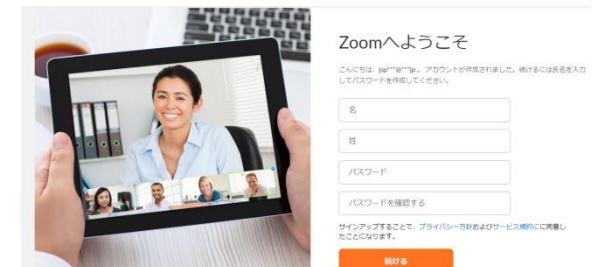 Zoomへようこそ
こんにちは、jsp***@***jp。 アカウントが作成されました。続けるには氏名を入力
してパスワードを作成してください。
名
姓
パスワード
パスワードを確認する
サインアップすることで、プライバシー方針およびサービス規約にに同意し
たことになります。
続ける